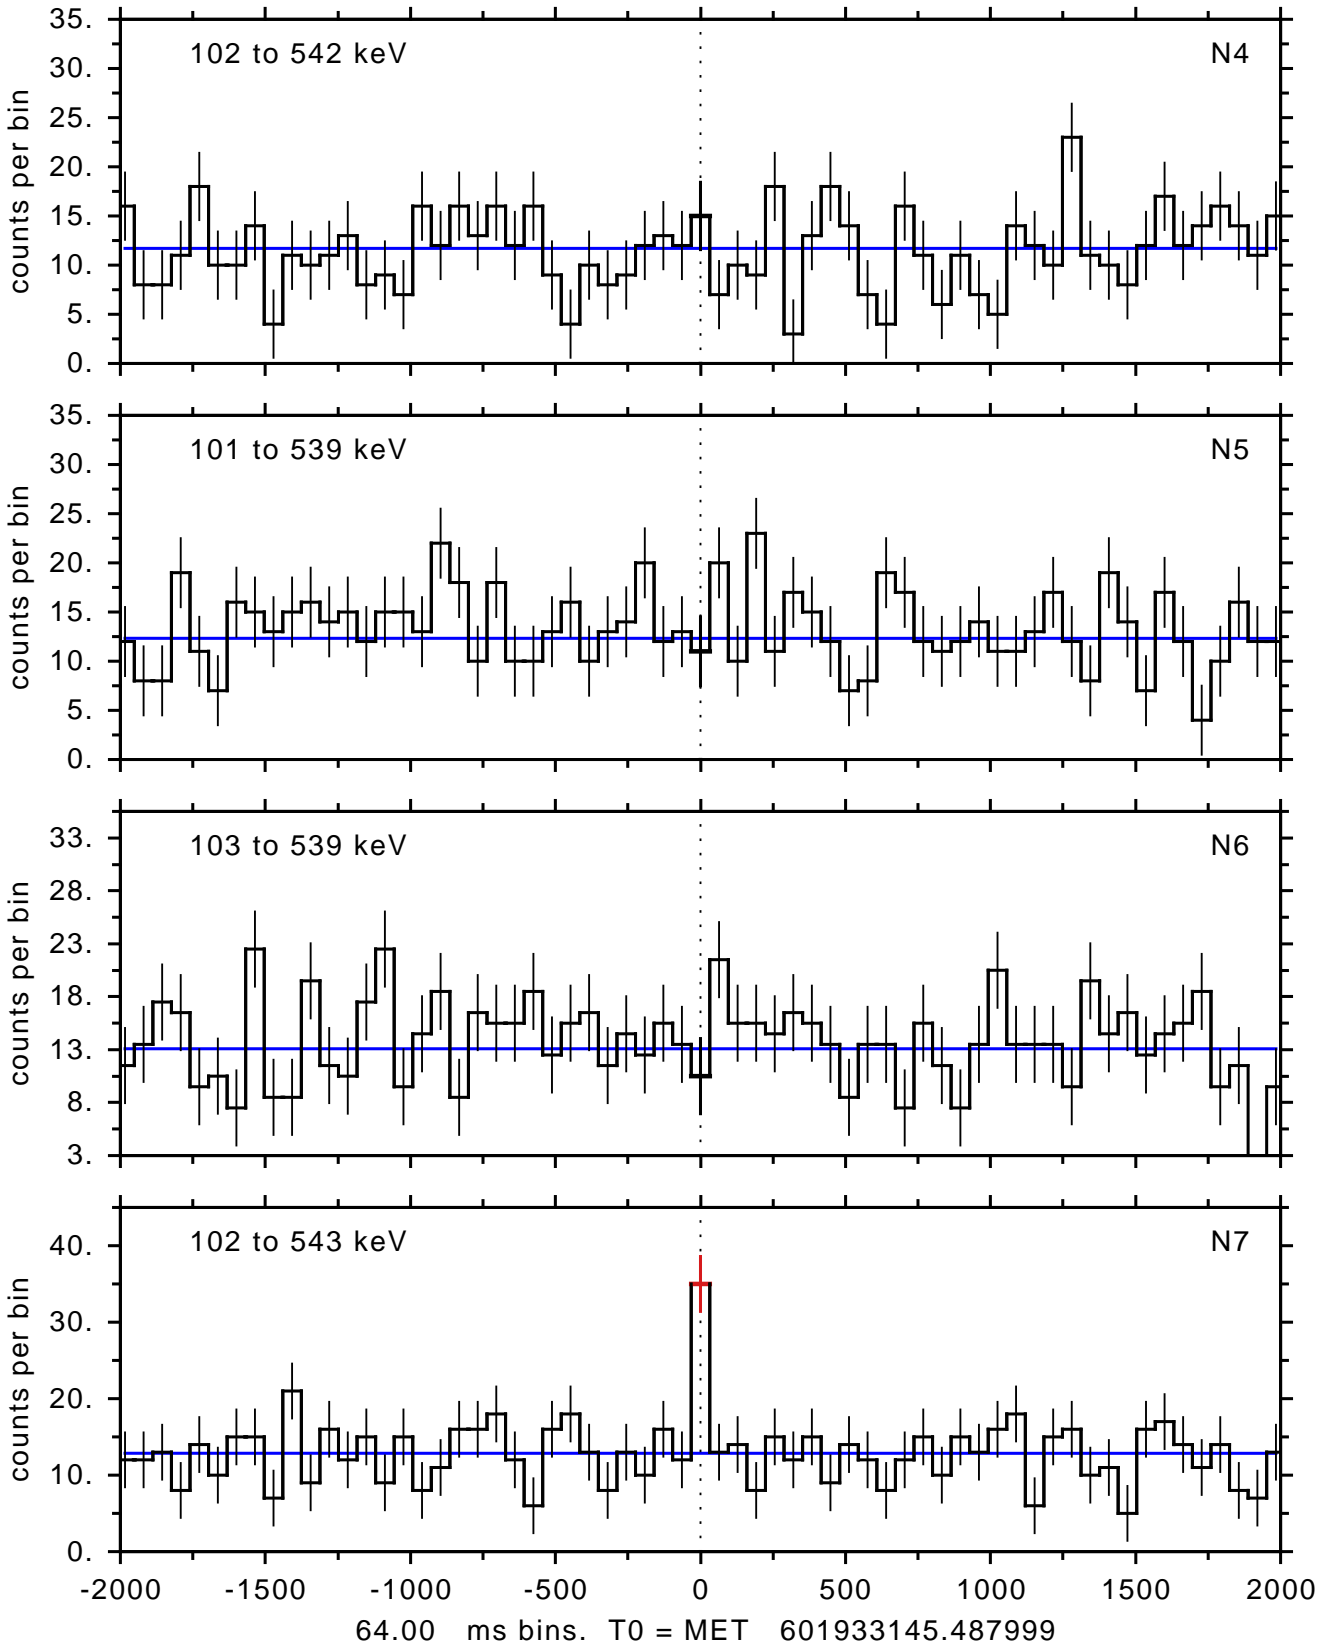 35.
30.
25.
20.
15.
10.
5.
0.
counts per bin
102 to 542 keV
N4
35.
30.
25.
20.
15.
10.
5.
0.
counts per bin
101 to 539 keV
N5
33.
28.
23.
18.
13.
8.
3.
counts per bin
103 to 539 keV
N6
40.
30.
20.
10.
0.
counts per bin
102 to 543 keV
N7
-2000 -1500 -1000 -500 0 500 1000 1500 2000
64.00 ms bins. T0 = MET 601933145.487999